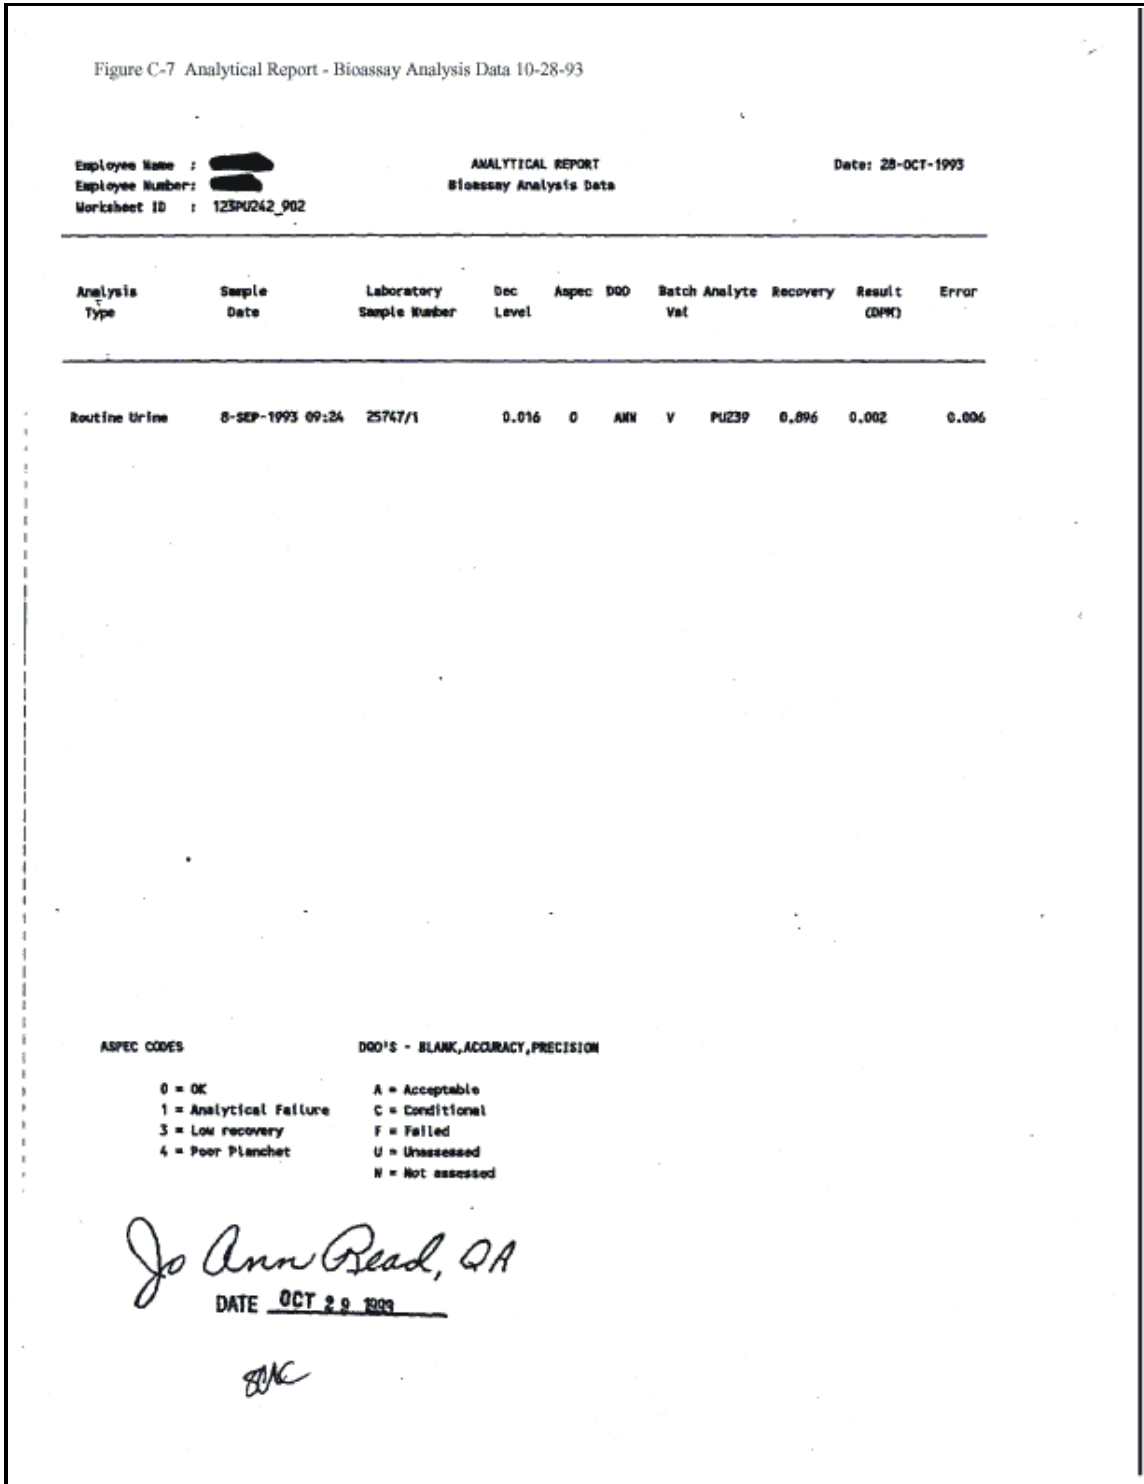 Figure C-7 Analytical Report - Bioassay Analysis Data 10-28-93
Employee Name : ANALYTICAL REPORT Date: 28-OCT-1993
Employee Number: Bioassay Analysis Data
Worksheet ID : 123PU242_902
Analysis Sample Laboratory Dec Aspec DQO Batch Analyte Recovery Result Error
Type Date Sample Number Level Val (DPM)
Routine Urine 8-SEP-1993 09:24 25747/1 0.016 0 ANN V PU239 0.896 0.002 0.006
ASPEC CODES DQO'S - BLANK,ACCURACY,PRECISION
0 = OK A = Acceptable
1 = Analytical Failure C = Conditional
3 = Low recovery F = Failed
4 = Poor Planchet U = Unassessed
N = Not assessed
Jo Ann Read, QA
DATE OCT 29 1993